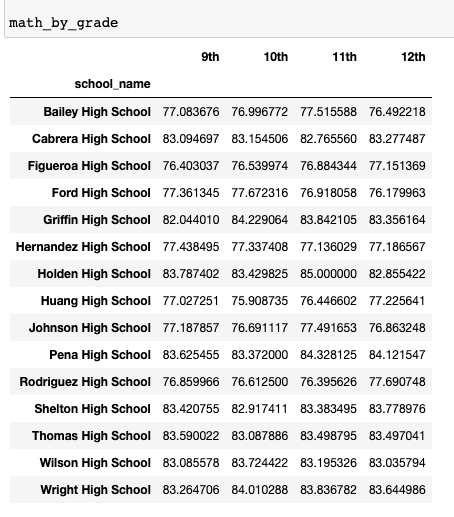 math_by_grade
9th 10th 11th 12th
school_name
Bailey High School 77.083676 76.996772 77.515588 76.492218
Cabrera High School 83.094697 83.154506 82.765560 83.277487
Figueroa High School 76.403037 76.539974 76.884344 77.151369
Ford High School 77.361345 77.672316 76.918058 76.179963
Griffin High School 82.044010 84.229064 83.842105 83.356164
Hernandez High School 77.438495 77.337408 77.136029 77.186567
Holden High School 83.787402 83.429825 85.000000 82.855422
Huang High School 77.027251 75.908735 76.446602 77.225641
Johnson High School 77.187857 76.691117 77.491653 76.863248
Pena High School 83.625455 83.372000 84.328125 84.121547
Rodriguez High School 76.859966 76.612500 76.395626 77.690748
Shelton High School 83.420755 82.917411 83.383495 83.778976
Thomas High School 83.590022 83.087886 83.498795 83.497041
Wilson High School 83.085578 83.724422 83.195326 83.035794
Wright High School 83.264706 84.010288 83.836782 83.644986